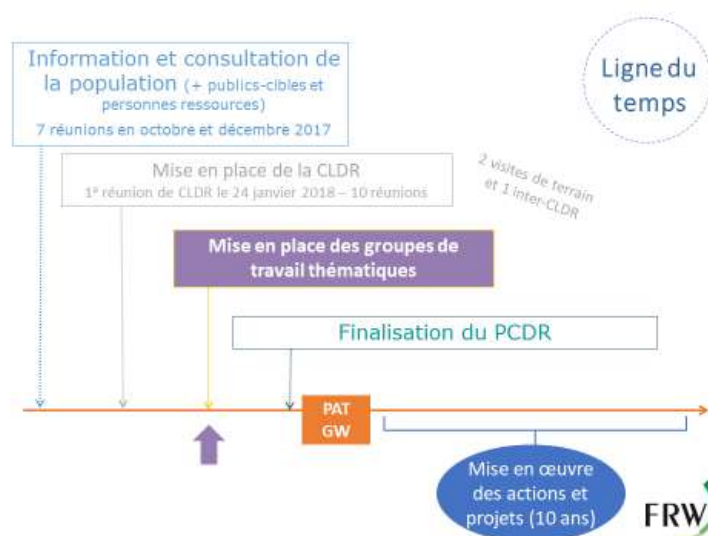 Information et consultation de
la population (+ publics-cibles et
personnes ressources)
7 réunions en octobre et décembre 2017
Ligne du
temps
Mise en place de la CLDR
1e réunion de CLDR le 24 janvier 2018 – 10 réunions
2 visites de terrain
et 1 inter-CLDR
Mise en place des groupes de
travail thématiques
Finalisation du PCDR
PAT
GW
Mise en œuvre
des actions et
projets (10 ans)
FRW